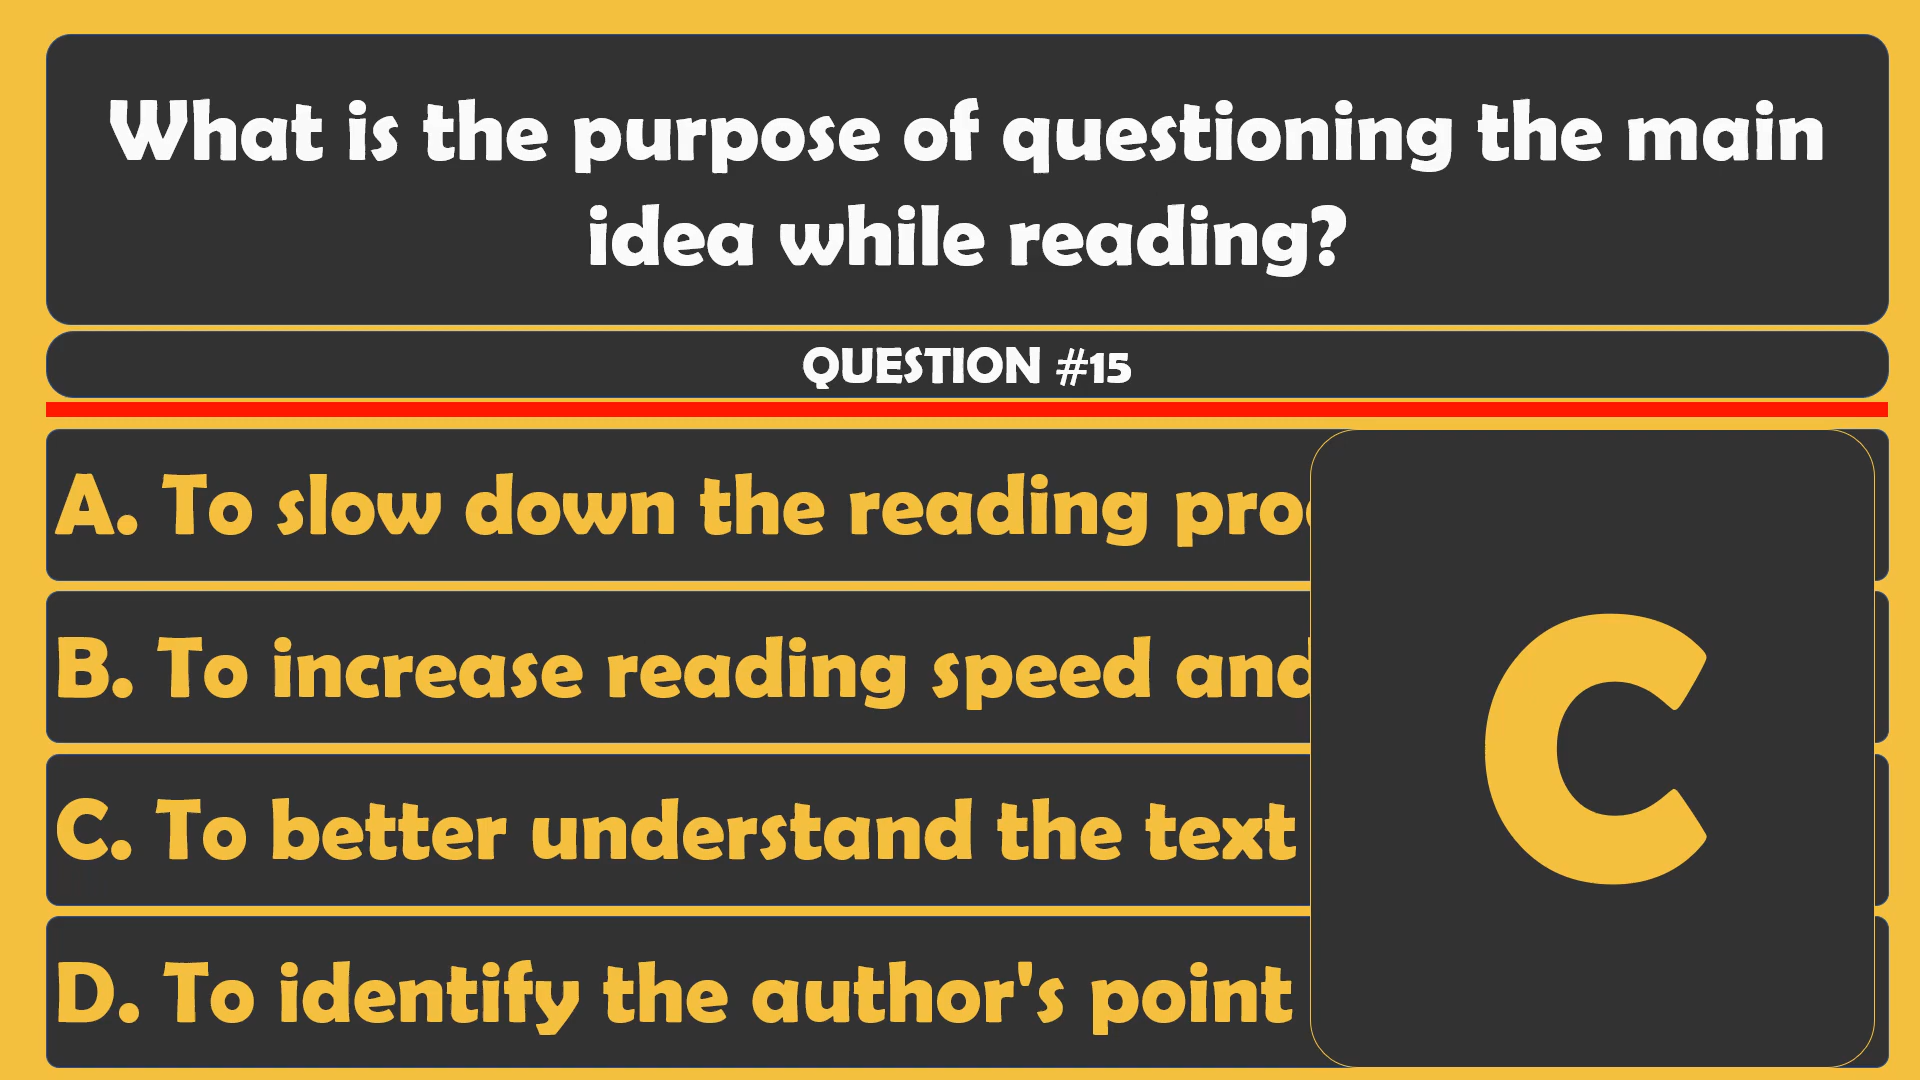 What is the purpose of questioning the main
idea while reading?
QUESTION #15
A. To slow down the reading
B. To increase reading speed and
C. To better understand the text
D. To identify the author's point
C